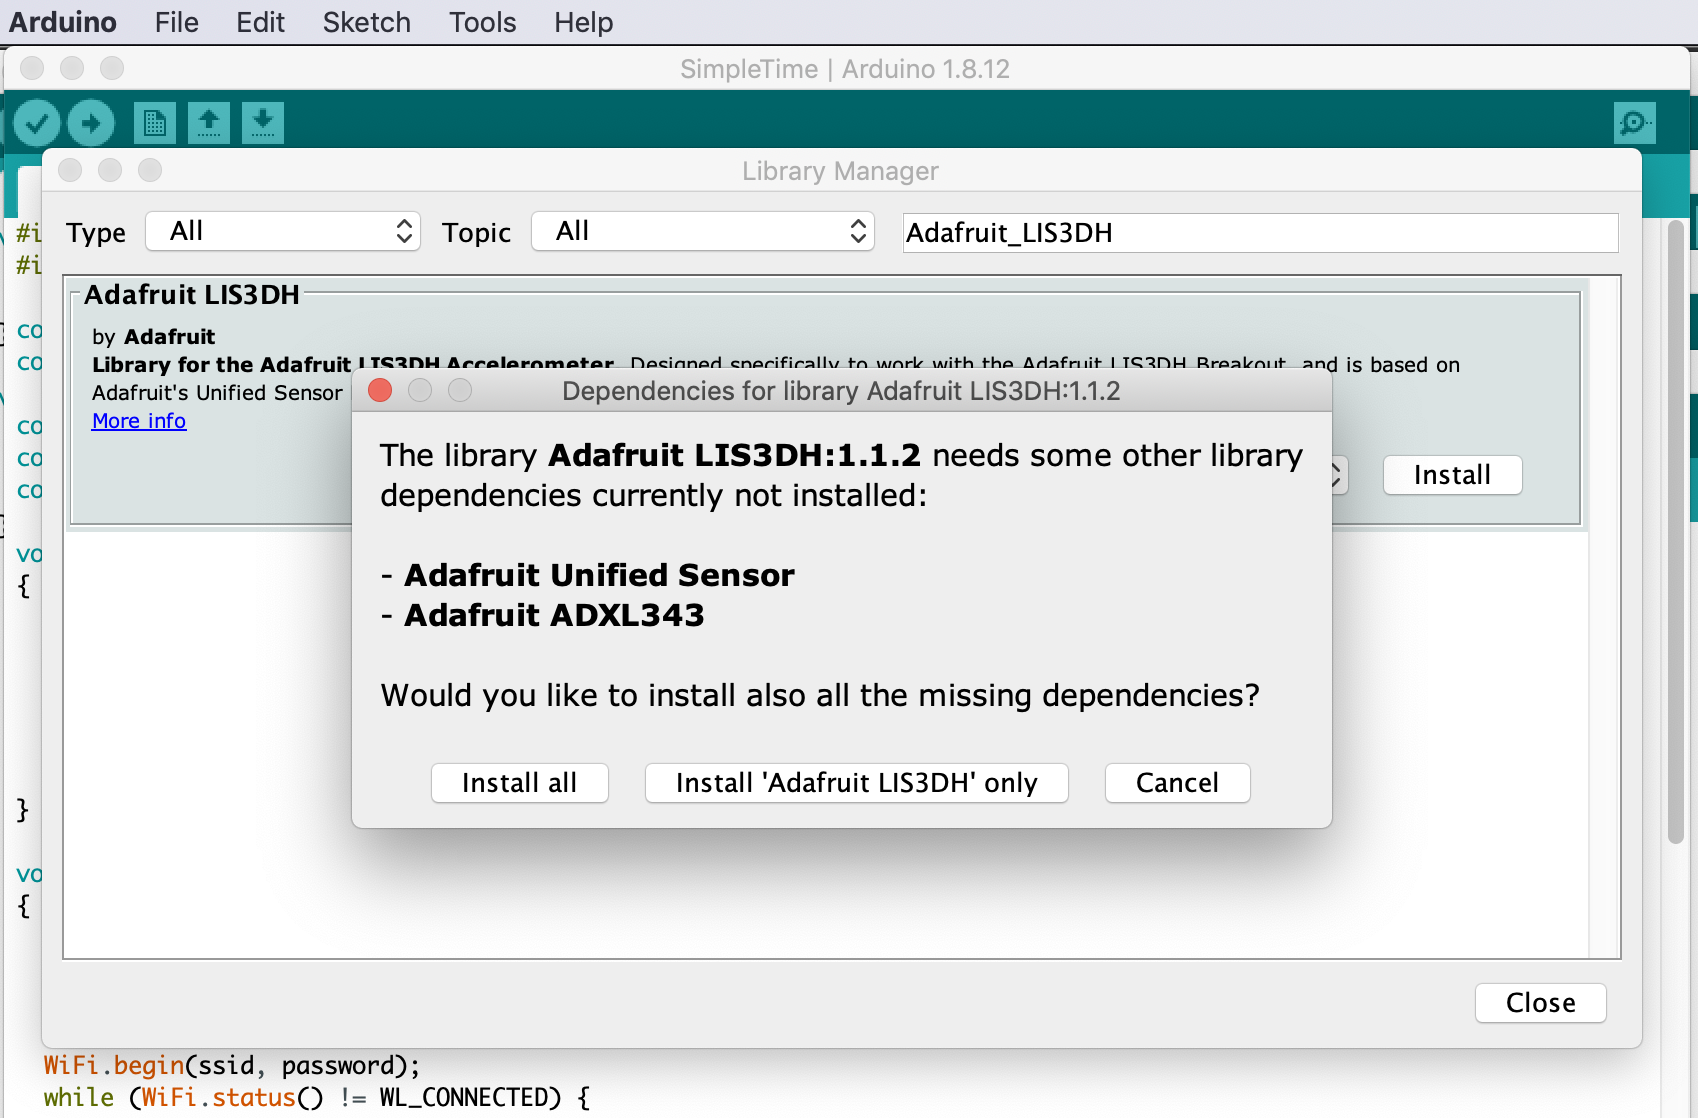 Arduino File Edit Sketch Tools Help
SimpleTime | Arduino 1.8.12
Library Manager
Type All Topic All Adafruit_LIS3DH
#i
#i
Adafruit LIS3DH
by Adafruit
Library for the Adafruit LIS3DH Accelerometer. Designed specifically to work with the Adafruit LIS3DH Breakout, and is based on
Adafruit's Unified Sensor
More info
Install
co
co
co
co
co
vo
{
}
vo
{
Dependencies for library Adafruit LIS3DH:1.1.2
The library Adafruit LIS3DH:1.1.2 needs some other library
dependencies currently not installed:
- Adafruit Unified Sensor
- Adafruit ADXL343
Would you like to install also all the missing dependencies?
Install all Install 'Adafruit LIS3DH' only Cancel
Close
WiFi.begin(ssid, password);
while (WiFi.status() != WL_CONNECTED) {